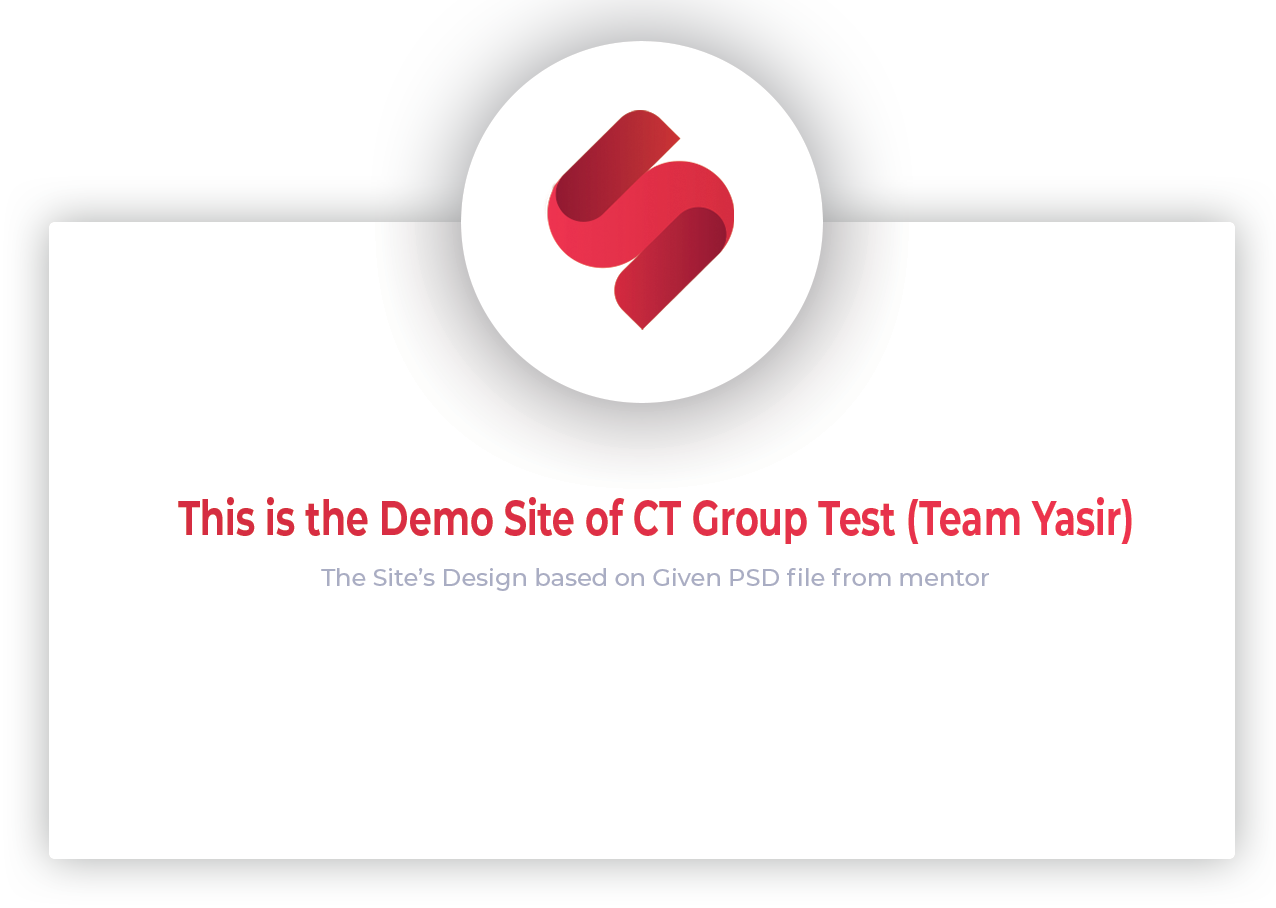 This is the Demo Site of CT Group Test (Team Yasir)
The Site’s Design based on Given PSD file from mentor